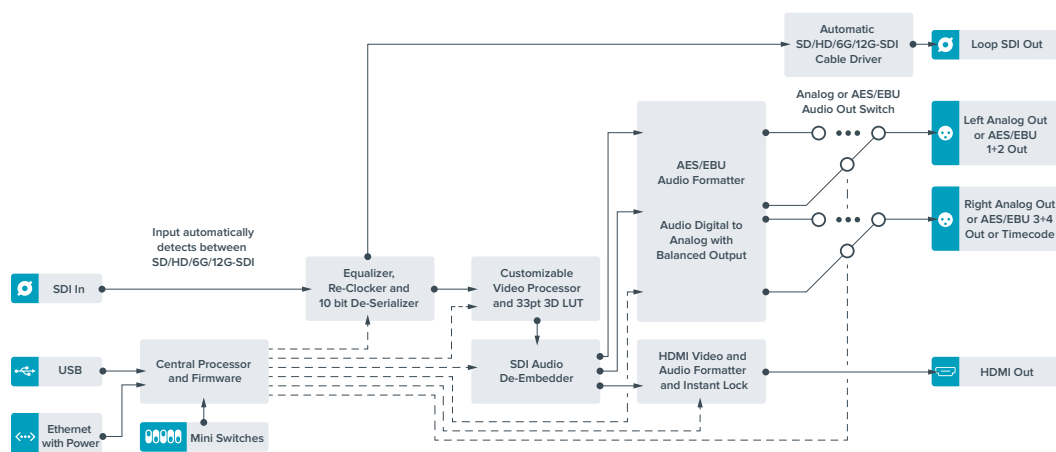 Automatic
SD/HD/6G/12G-SDI
Cable Driver
Loop SDI Out
Analog or AES/EBU
Audio Out Switch
Left Analog Out
or AES/EBU
1+2 Out
AES/EBU
Audio Formatter
Audio Digital to
Analog with
Balanced Output
Right Analog Out
or AES/EBU 3+4
Out or Timecode
Input automatically
detects between
SD/HD/6G/12G-SDI
SDI In
Equalizer,
Re-Clocker and
10 bit De-Serializer
Customizable
Video Processor
and 33pt 3D LUT
USB
Central Processor
and Firmware
SDI Audio
De-Embedder
HDMI Video and
Audio Formatter
and Instant Lock
HDMI Out
Ethernet
with Power
Mini Switches